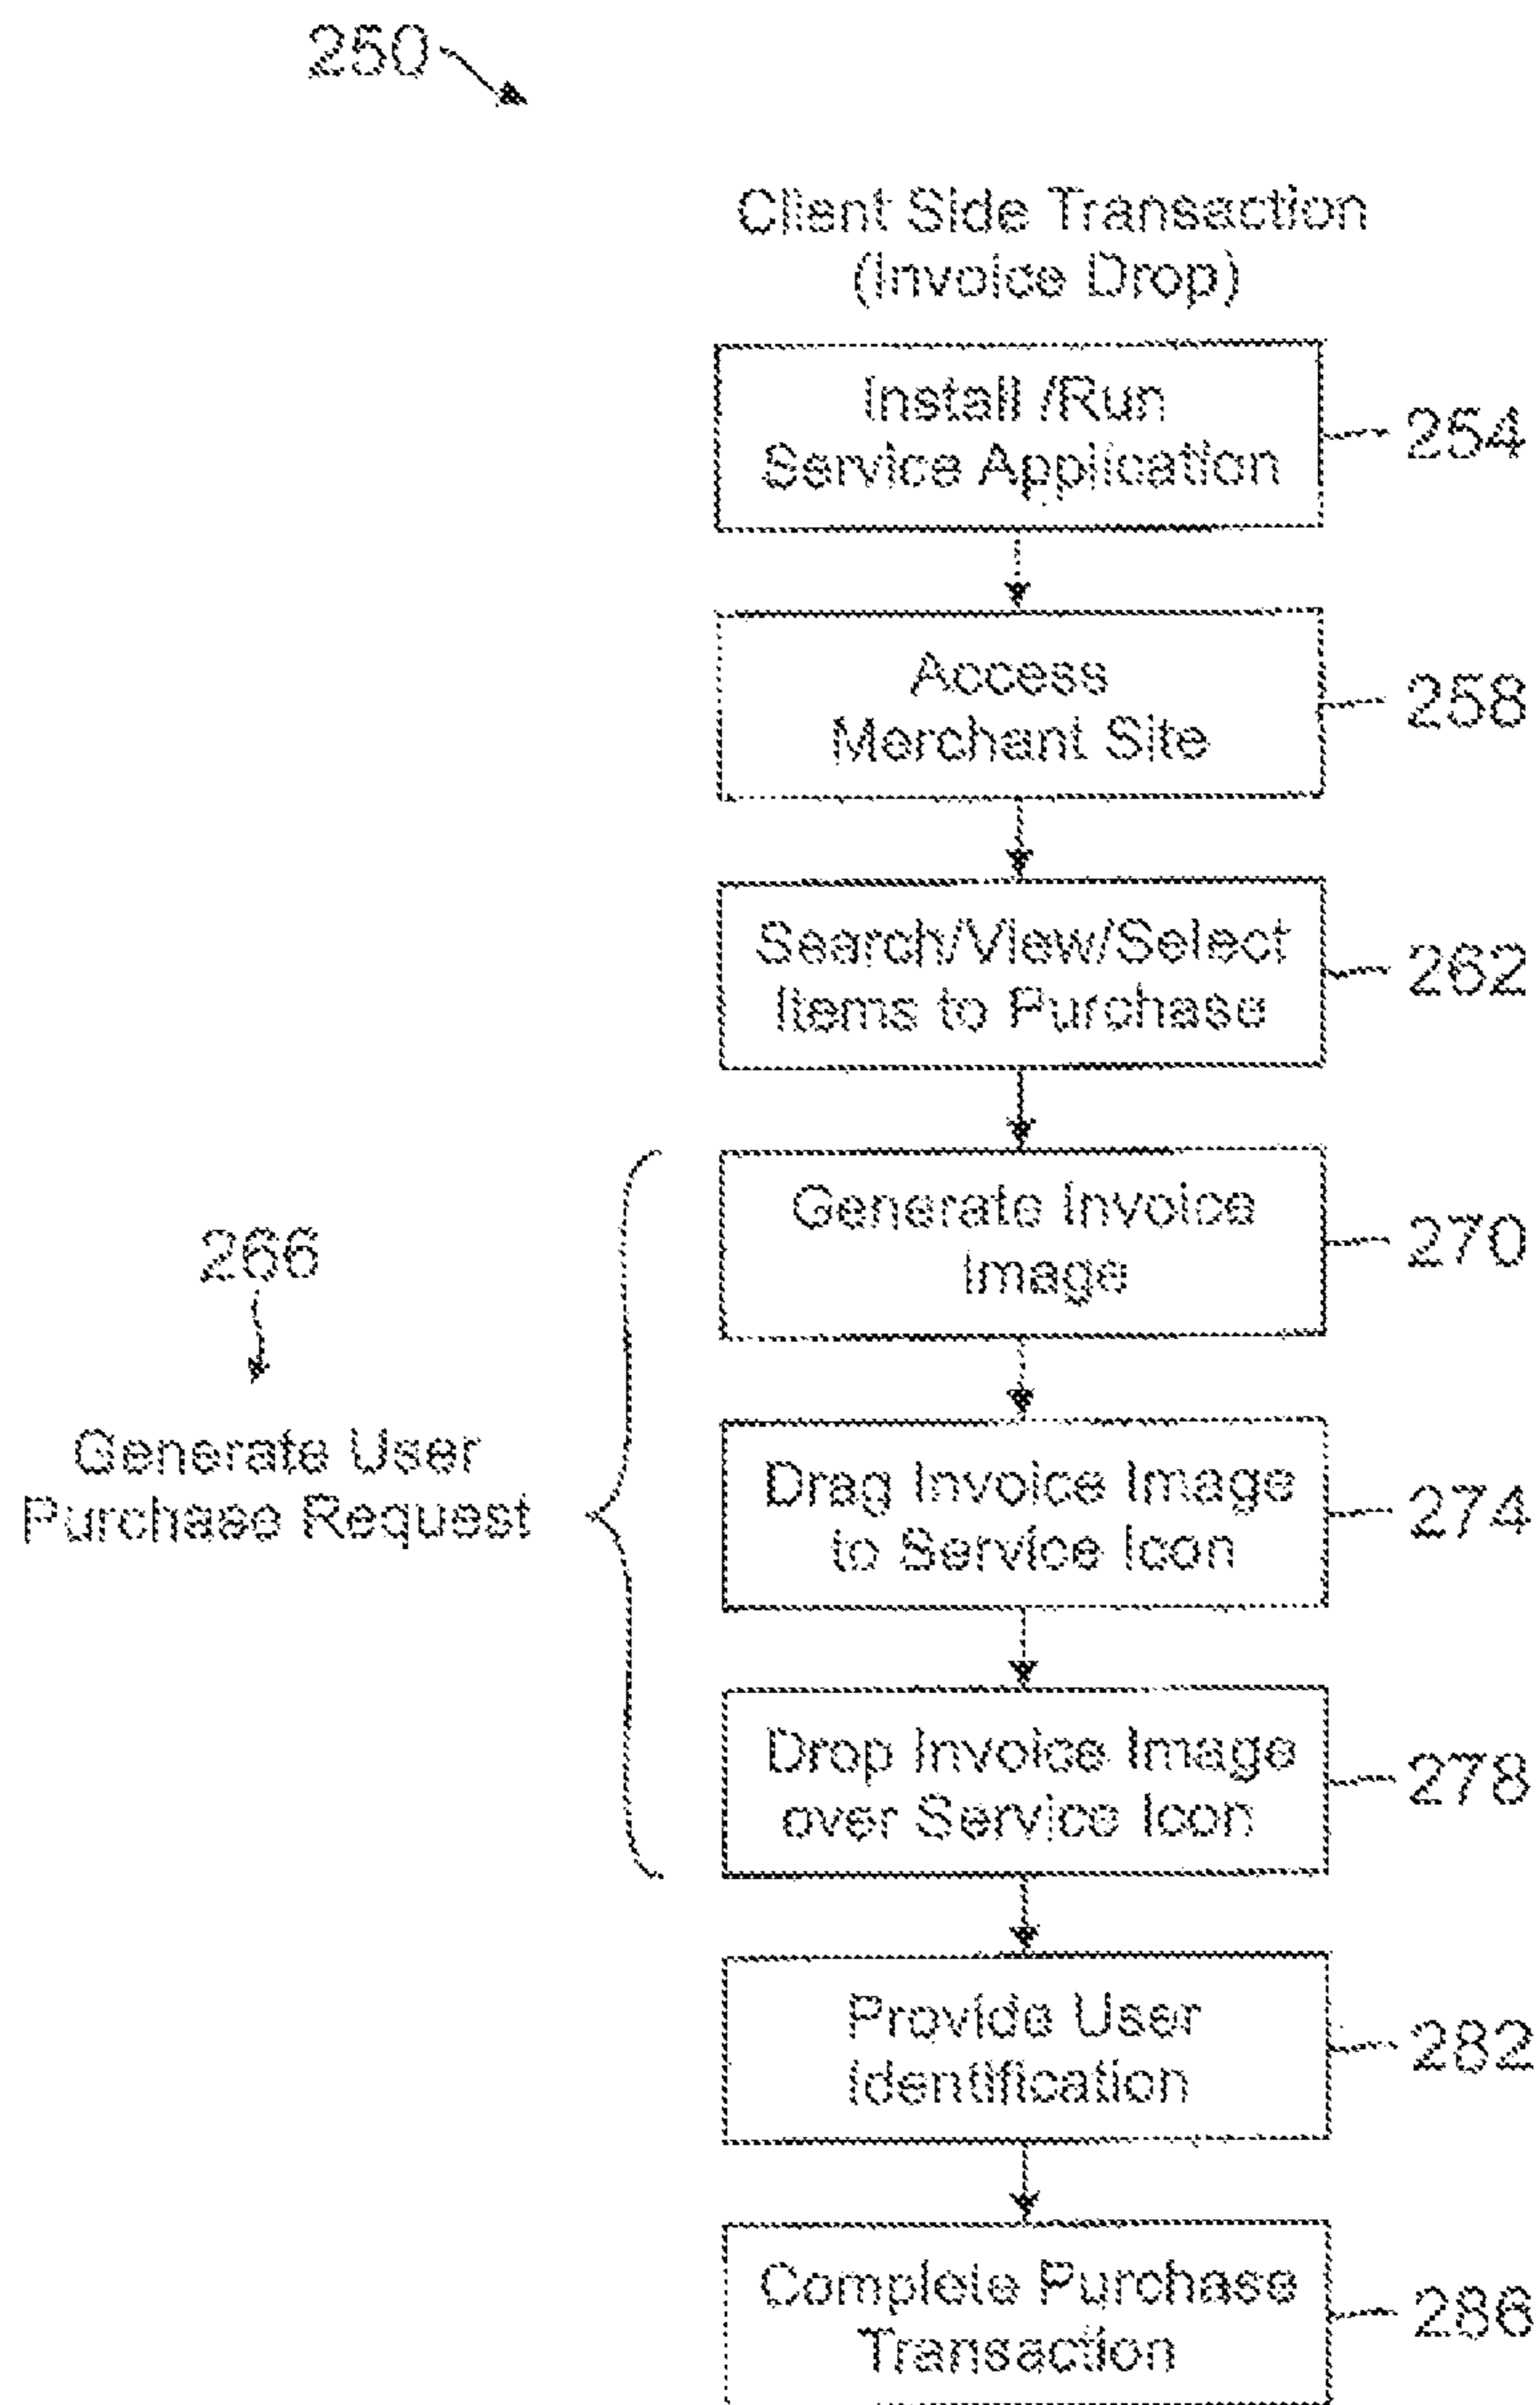 250
Client Side Transaction
(Invoice Drop)
Install /Run
Service Application
254
Access
Merchant Site
258
Search/View/Select
Items to Purchase
262
Generate Invoice
Image
270
266
Generate User
Purchase Request
Drag Invoice Image
to Service Icon
274
Drop Invoice Image
over Service Icon
278
Provide User
Identification
282
Complete Purchase
Transaction
286